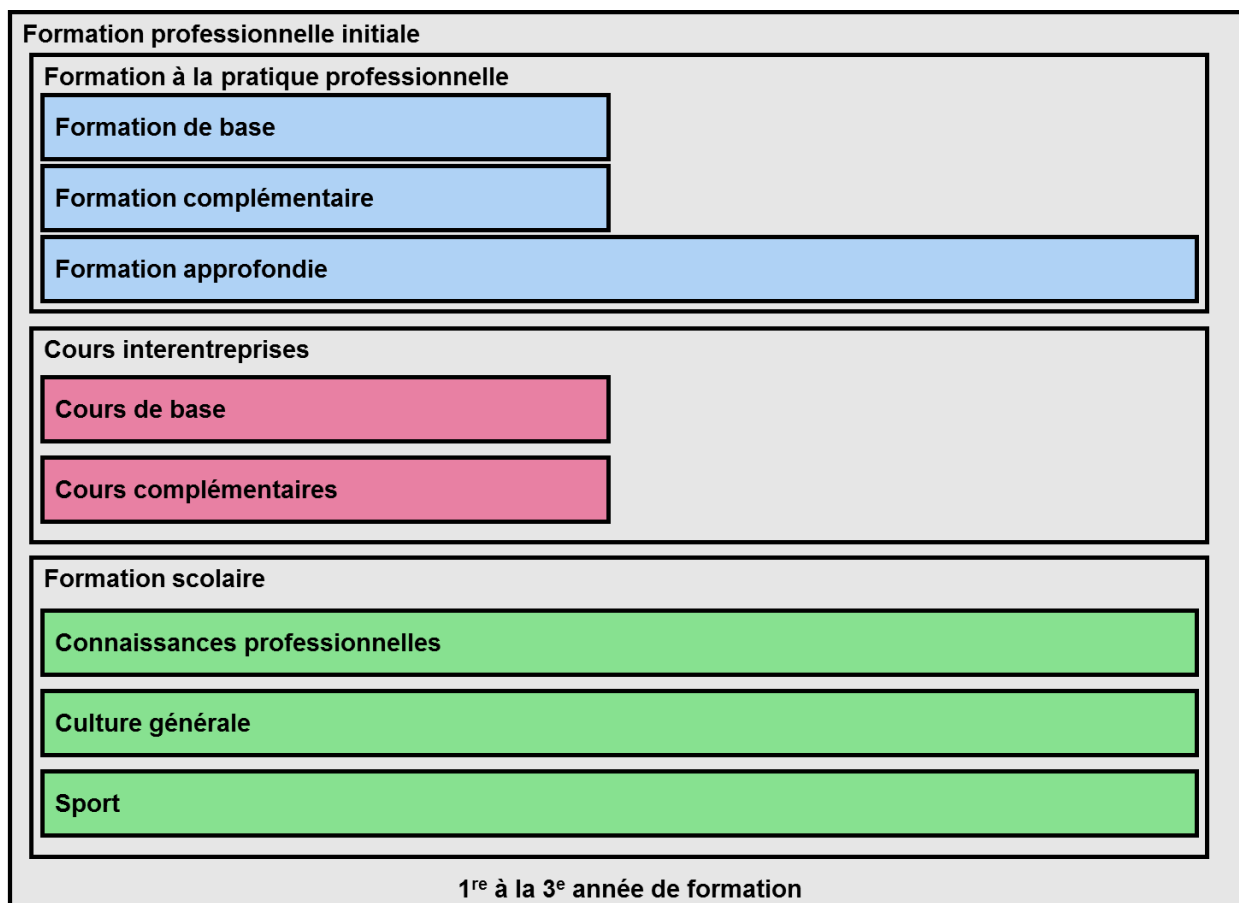 Formation professionnelle initiale
Formation à la pratique professionnelle
Formation de base
Formation complémentaire
Formation approfondie
Cours interentreprises
Cours de base
Cours complémentaires
Formation scolaire
Connaissances professionnelles
Culture générale
Sport
1re à la 3e année de formation